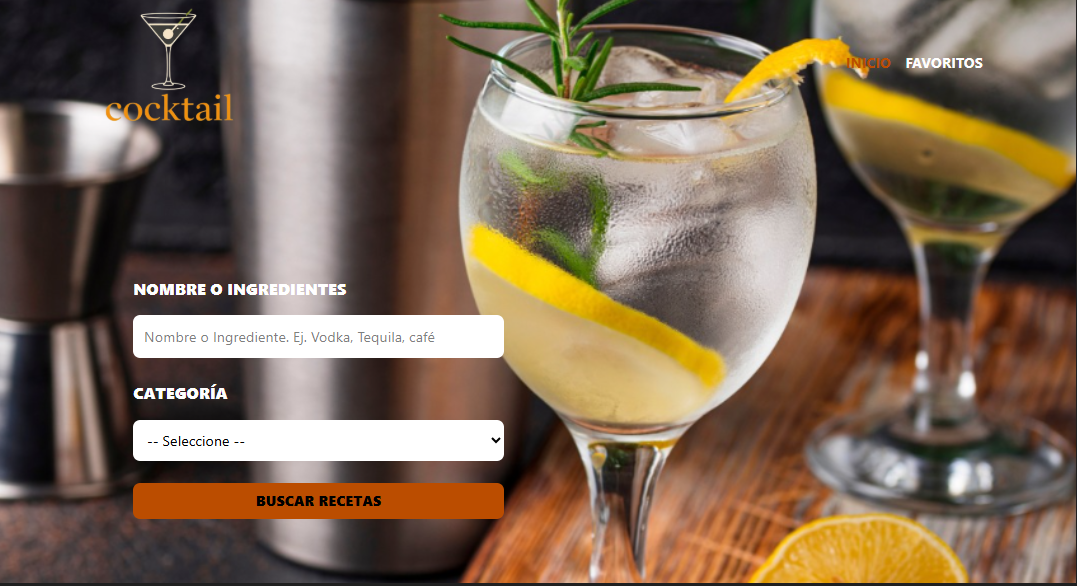 cocktail
INICIO FAVORITOS
NOMBRE O INGREDIENTES
Nombre o Ingrediente. Ej. Vodka, Tequila, café
CATEGORÍA
-- Seleccione --
BUSCAR RECETAS